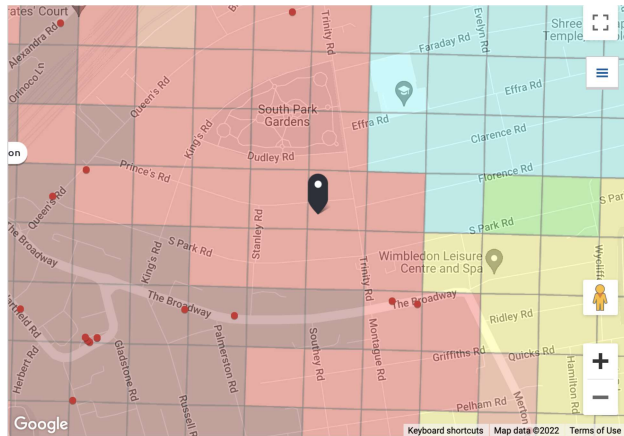 ates' Court
Alexandra Rd
Orinoco Ln
Queen's Rd
King's Rd
Trinity Rd
Evelyn Rd
Faraday Rd
Shree
Temple
Effra Rd
South Park
Gardens
Effra Rd
Clarence Rd
on
Dudley Rd
Prince's Rd
Florence Rd
Queen's Rd
S Par
Stanley Rd
S Park Rd
The Broadway
King's Rd
S Park Rd
Wimbledon Leisure
Centre and Spa
Trinity Rd
The Broadway
The Broadway
Ridley Rd
Herbert Rd
Gladstone Rd
Palmerston Rd
Southey Rd
Montague Rd
Griffiths Rd
Quicks Rd
Hamilton Rd
Russell R
Pelham Rd
Merton
Google
Keyboard shortcuts
Map data ©2022
Terms of Use